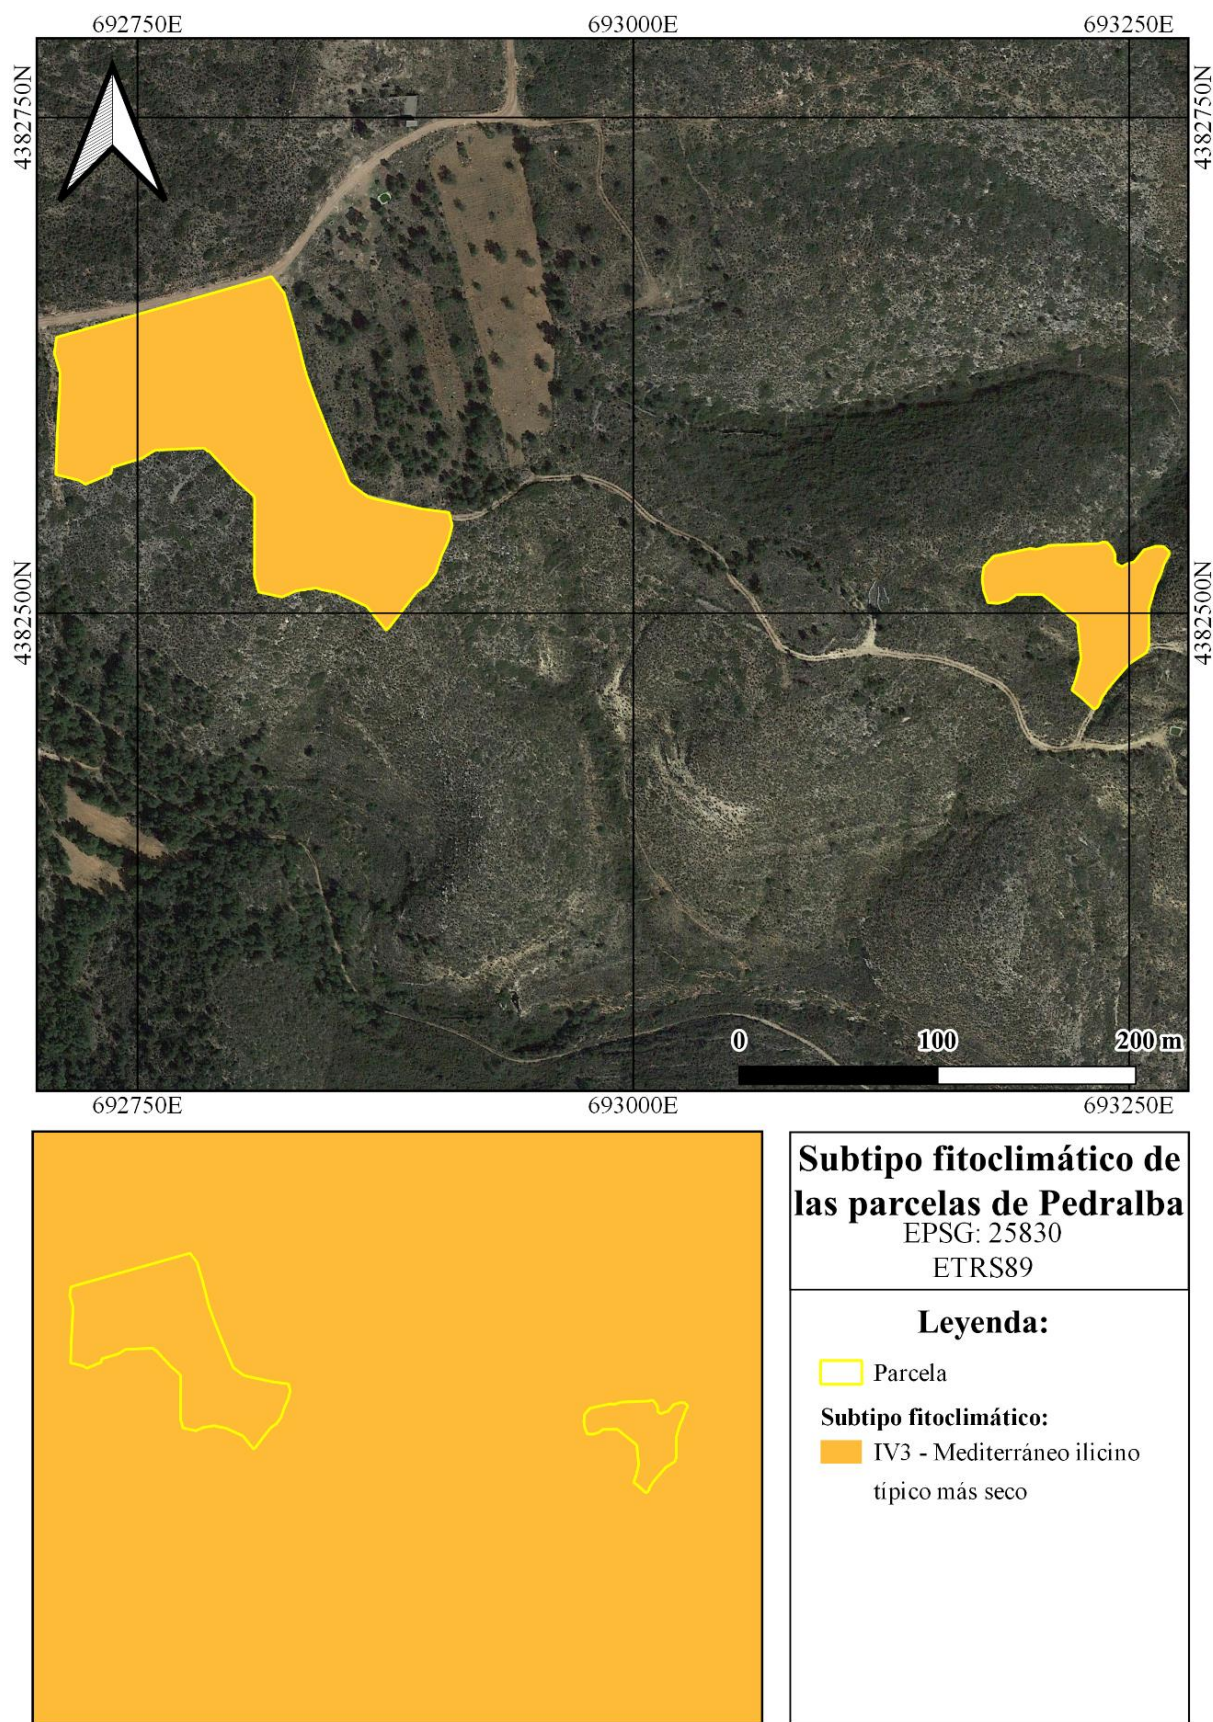 692750E
693000E
693250E
4382750N
4382750N
4382500N
4382500N
0
100
200 m
692750E
693000E
693250E
Subtipo fitoclimático de
las parcelas de Pedralba
EPSG: 25830
ETRS89
Leyenda:
Parcela
Subtipo fitoclimático:
IV3 - Mediterráneo ilicino
típico más seco